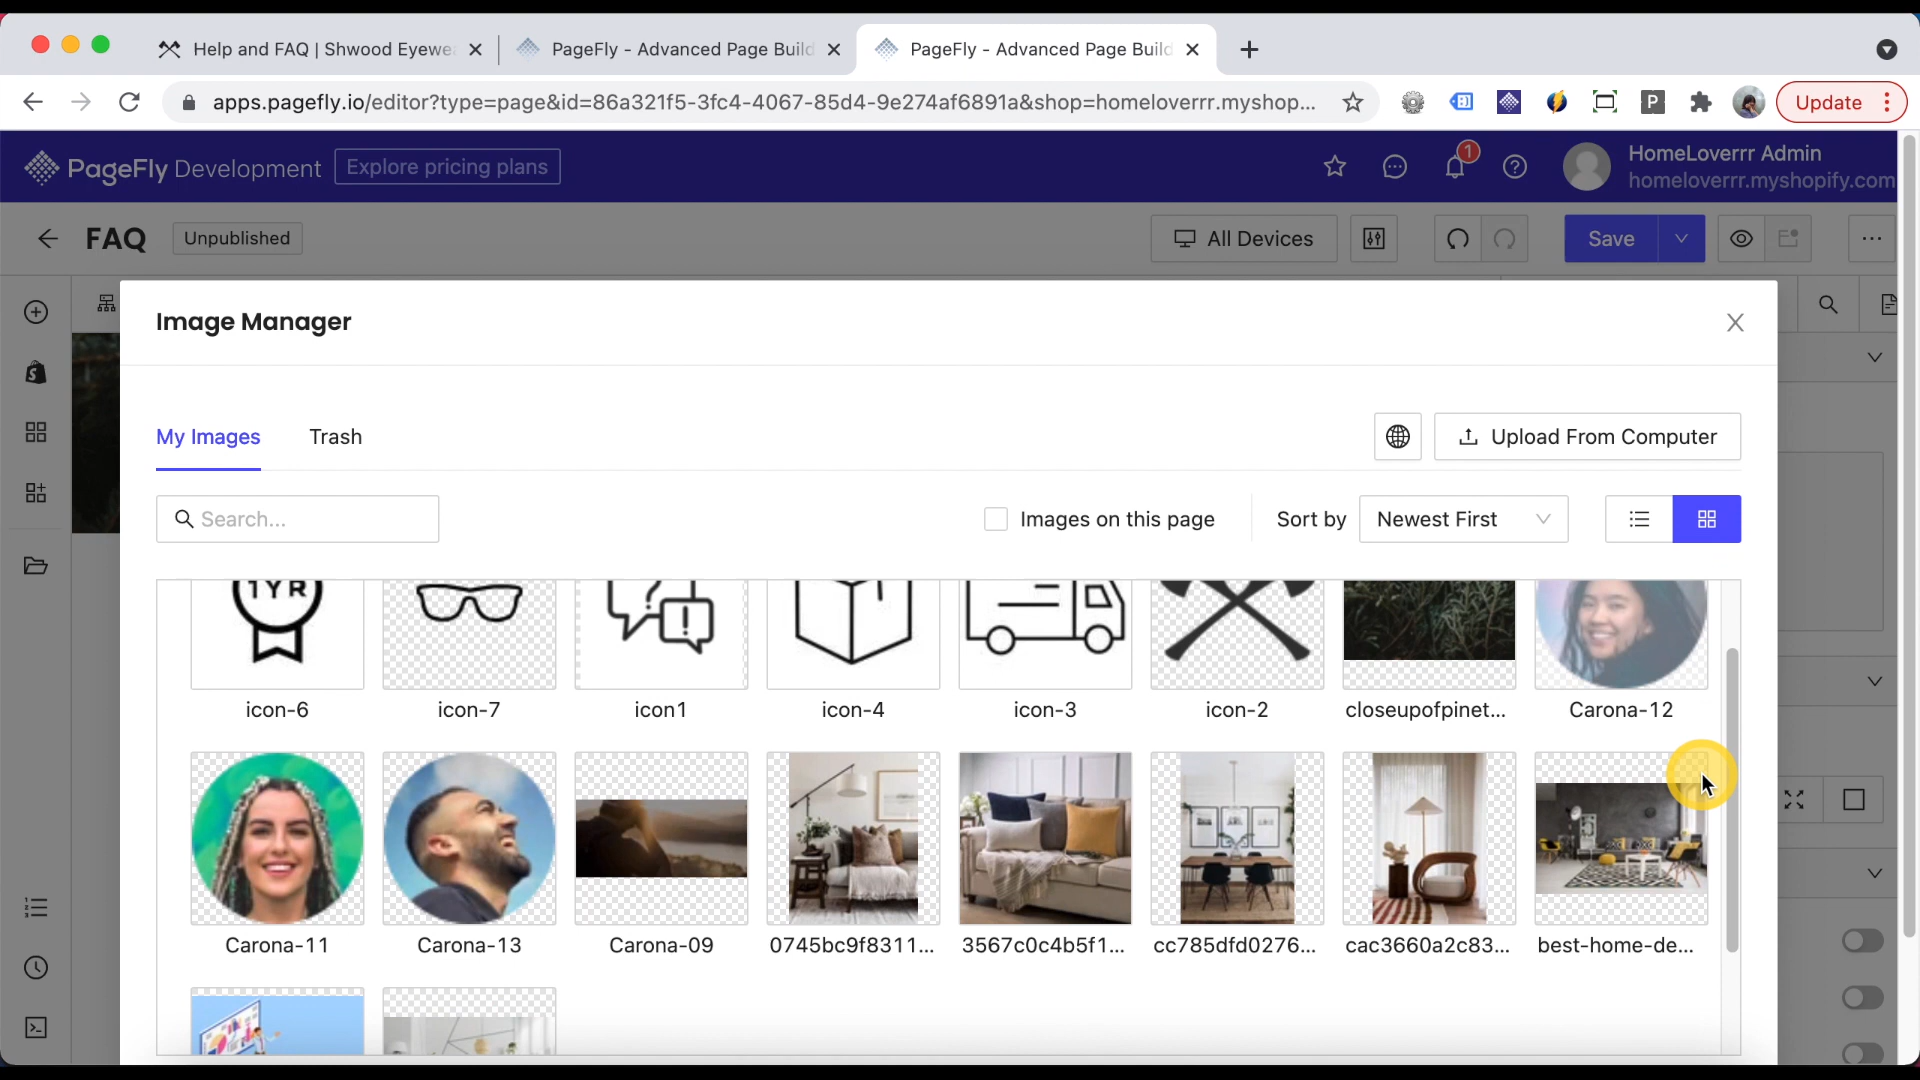 Help and FAQ | Shwood Eyewe
PageFly - Advanced Page Build
PageFly - Advanced Page Build
apps.pagefly.io/editor?type=page&id=86a321f5-3fc4-4067-85d4-9e274af6891a&shop=homeloverrr.myshop...
P
Update
PageFly Development
Explore pricing plans
1
HomeLoverrr Admin
homeloverrr.myshopify.com
FAQ
Unpublished
All Devices
Save
Image Manager
My Images
Trash
Upload From Computer
Search...
Images on this page
Sort by
Newest First
1YR
icon-6
icon-7
icon1
icon-4
icon-3
icon-2
closeupofpinet...
Carona-12
Carona-11
Carona-13
Carona-09
0745bc9f8311...
3567c0c4b5f1...
cc785dfd0276...
cac3660a2c83...
best-home-de...